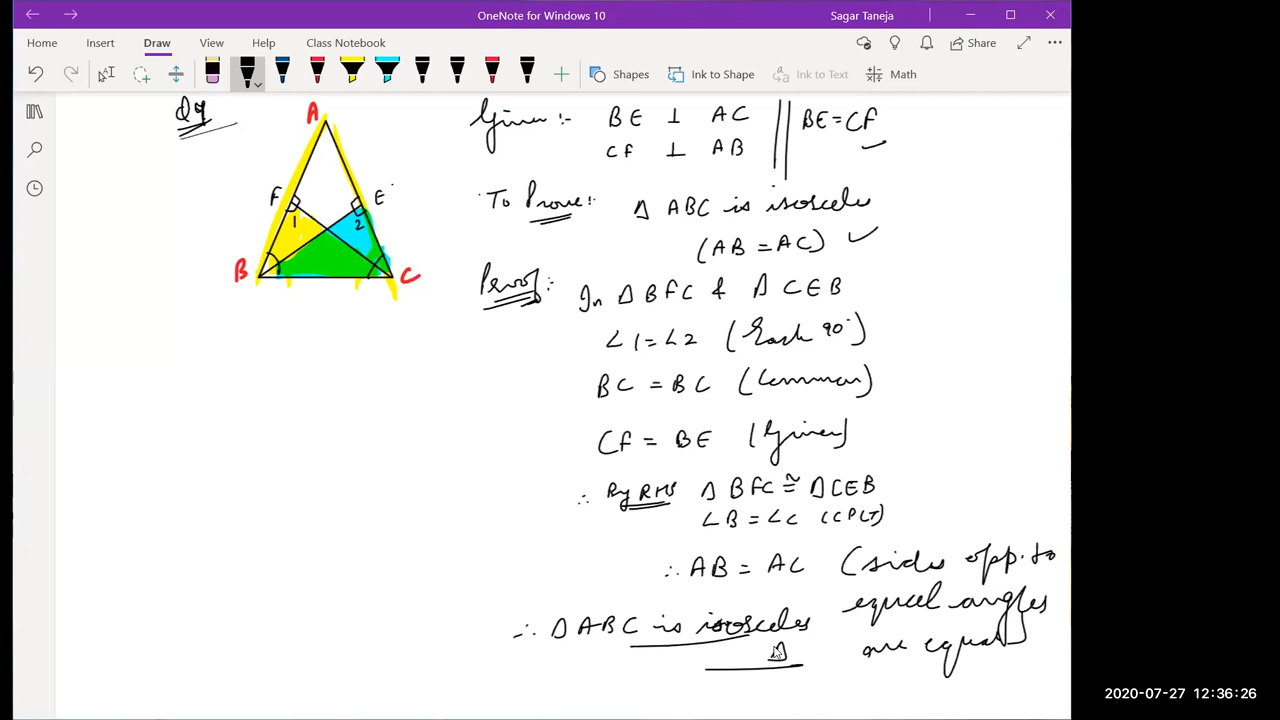 OneNote for Windows 10
Sagar Taneja
Home Insert Draw View Help Class Notebook
Share
Shapes Ink to Shape Ink to Text Math
Q4
A
F
E
1
2
B
C
Given :- BE ⊥ AC
CF ⊥ AB
BE = CF
To Prove:- Δ ABC is isosceles
(AB = AC)
Proof:- In Δ BFC & Δ CEB
∠1 = ∠2 (Each 90°)
BC = BC (Common)
CF = BE (Given)
∴ By RHS Δ BFC ≅ Δ CEB
∠B = ∠C (CPCT)
∴ AB = AC (sides opp. to
equal angles
are equal)
∴ Δ ABC is isosceles
Δ
2020-07-27 12:36:26